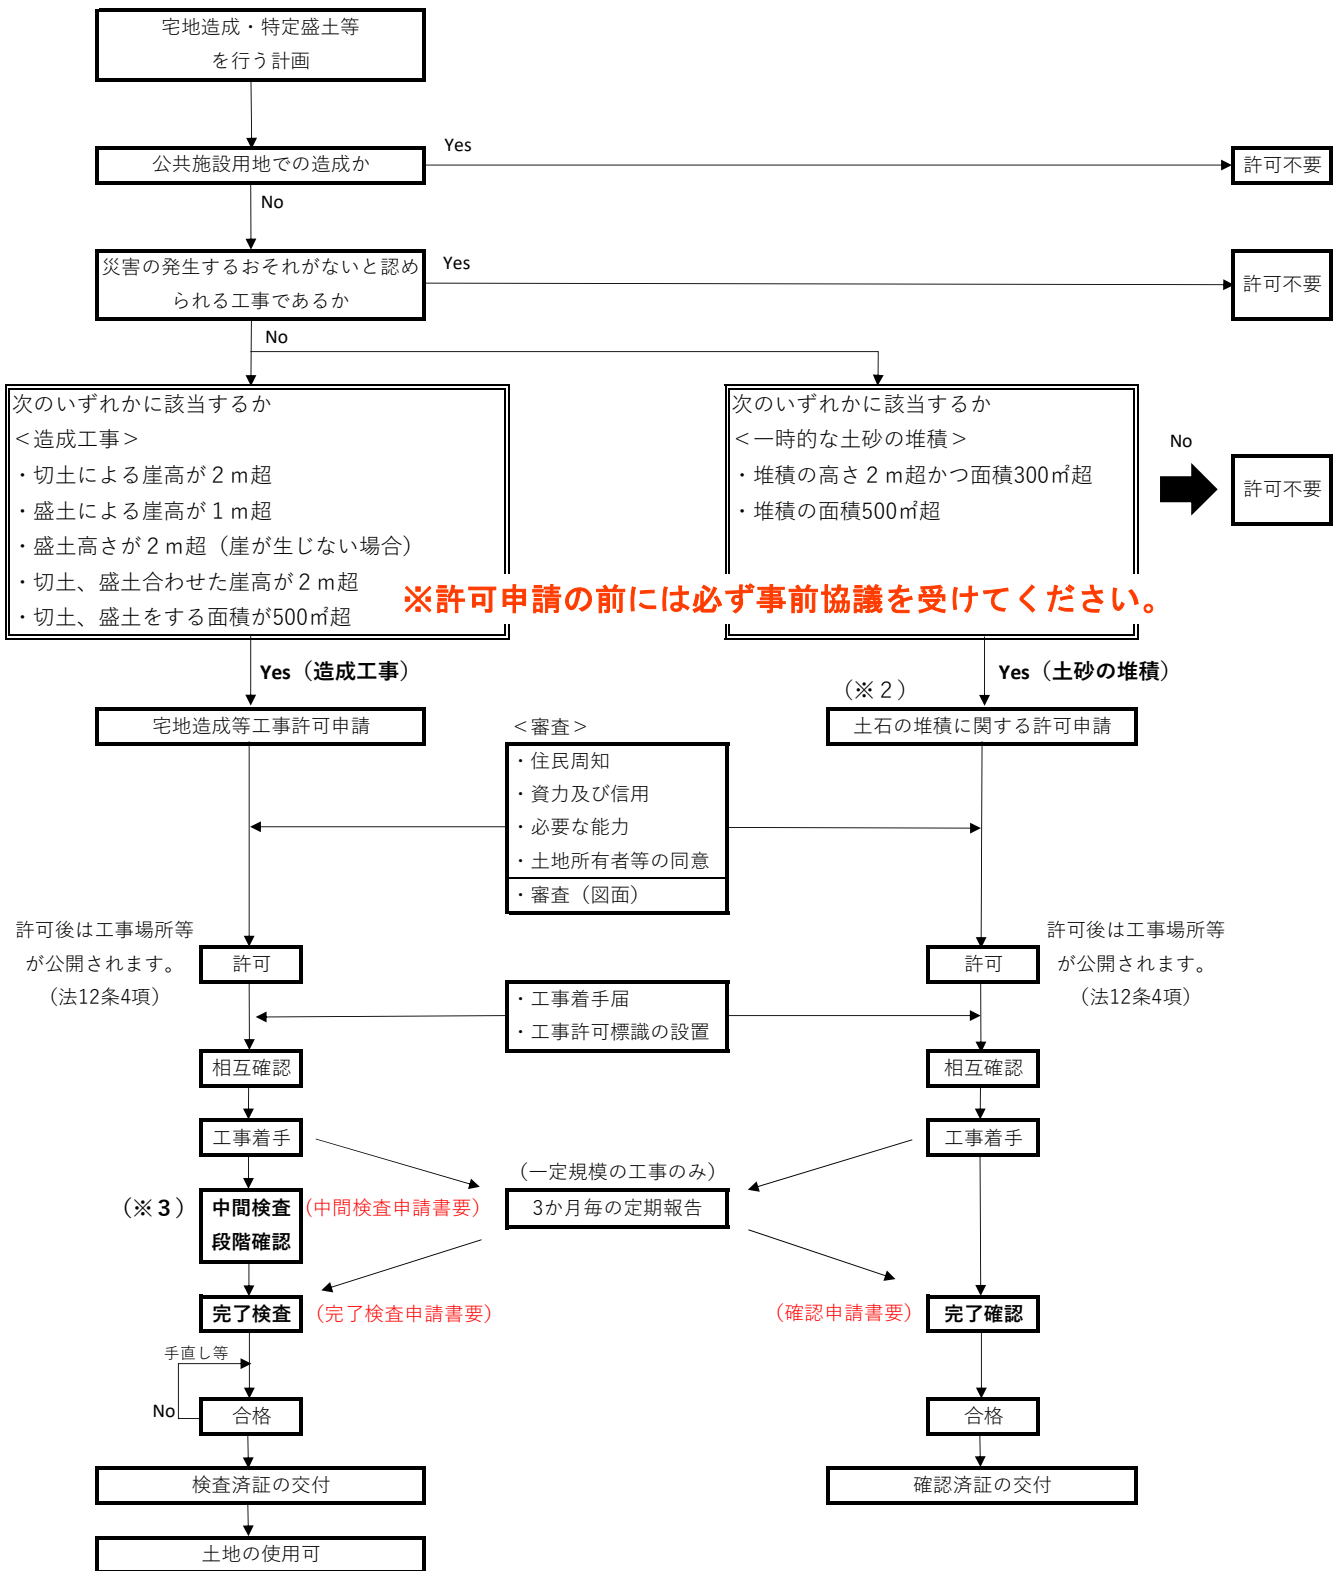 宅地造成・特定盛土等
を行う計画
公共施設用地での造成か
Yes
許可不要
No
災害の発生するおそれがないと認め
られる工事であるか
Yes
許可不要
No
次のいずれかに該当するか
＜造成工事＞
・切土による崖高が２ｍ超
・盛土による崖高が１ｍ超
・盛土高さが２ｍ超（崖が生じない場合）
・切土、盛土合わせた崖高が２ｍ超
・切土、盛土をする面積が500㎡超
次のいずれかに該当するか
＜一時的な土砂の堆積＞
・堆積の高さ２ｍ超かつ面積300㎡超
・堆積の面積500㎡超
No
許可不要
※許可申請の前には必ず事前協議を受けてください。
Yes（造成工事）
Yes（土砂の堆積）
（※２）
宅地造成等工事許可申請
＜審査＞
土石の堆積に関する許可申請
・住民周知
・資力及び信用
・必要な能力
・土地所有者等の同意
・審査（図面）
許可後は工事場所等
が公開されます。
（法12条4項）
許可
許可
許可後は工事場所等
が公開されます。
（法12条4項）
・工事着手届
・工事許可標識の設置
相互確認
相互確認
工事着手
工事着手
（一定規模の工事のみ）
3か月毎の定期報告
（※３）
中間検査
段階確認
（中間検査申請書要）
完了検査
（完了検査申請書要）
（確認申請書要）
完了確認
手直し等
No
合格
合格
検査済証の交付
確認済証の交付
土地の使用可